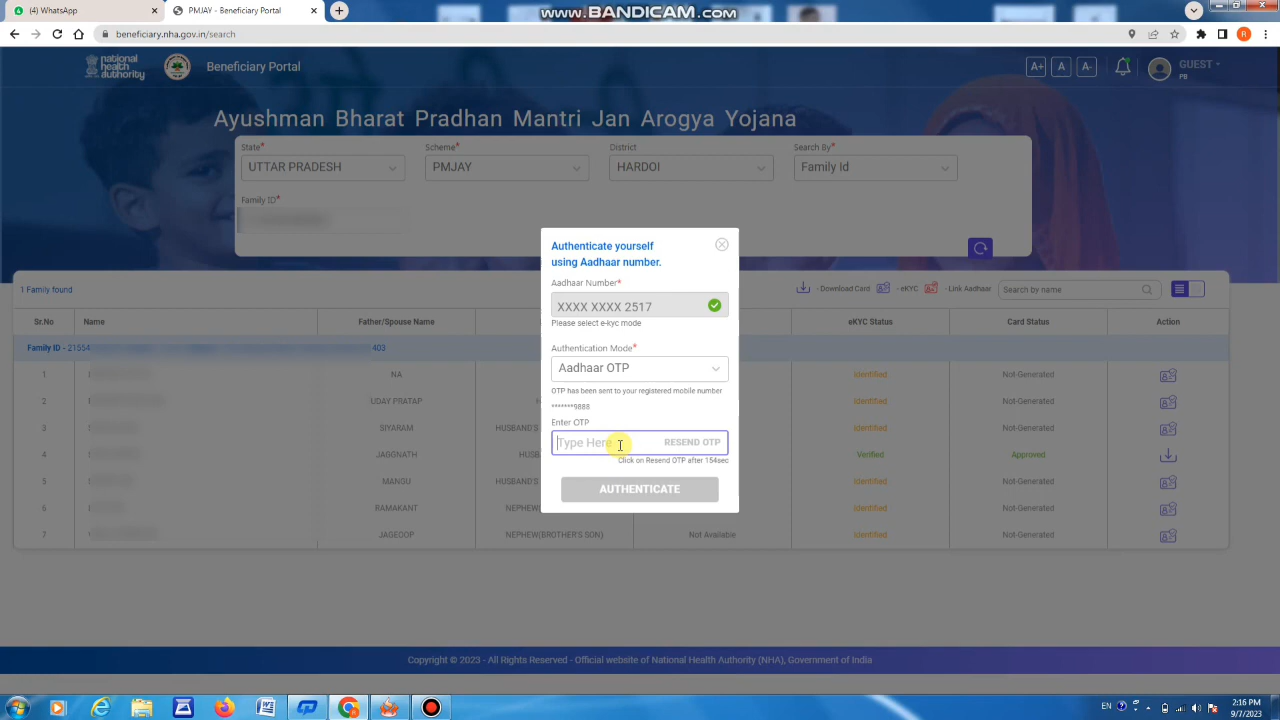 www.BANDICAM.com
(4) WhatsApp
PMJAY - Beneficiary Portal
beneficiary.nha.gov.in/search
R
national health authority
Beneficiary Portal
A+ A A-
GUEST
PB
Ayushman Bharat Pradhan Mantri Jan Arogya Yojana
State* Scheme* District Search By*
UTTAR PRADESH PMJAY HARDOI Family Id
Family ID*
Authenticate yourself
using Aadhaar number.
Aadhaar Number*
XXXX XXXX 2517
Please select e-kyc mode
Authentication Mode*
Aadhaar OTP
OTP has been sent to your registered mobile number
*******9888
Enter OTP
Type Here RESEND OTP
Click on Resend OTP after 154sec
AUTHENTICATE
1 Family found
- Download Card - eKYC - Link Aadhaar Search by name
Sr.No Name Father/Spouse Name eKYC Status Card Status Action
Family ID - 21554 403
1 NA Identified Not-Generated
2 UDAY PRATAP Identified Not-Generated
3 SIYARAM HUSBAND'S Identified Not-Generated
4 JAGGNATH Verified Approved
5 MANGU HUSBAND'S Identified Not-Generated
6 RAMAKANT NEPHEW Identified Not-Generated
JAGEOOP NEPHEW(BROTHER'S SON) Not Available Identified Not-Generated
Copyright © 2023 - All Rights Reserved - Official website of National Health Authority (NHA), Government of India
EN
2:16 PM
9/7/2023